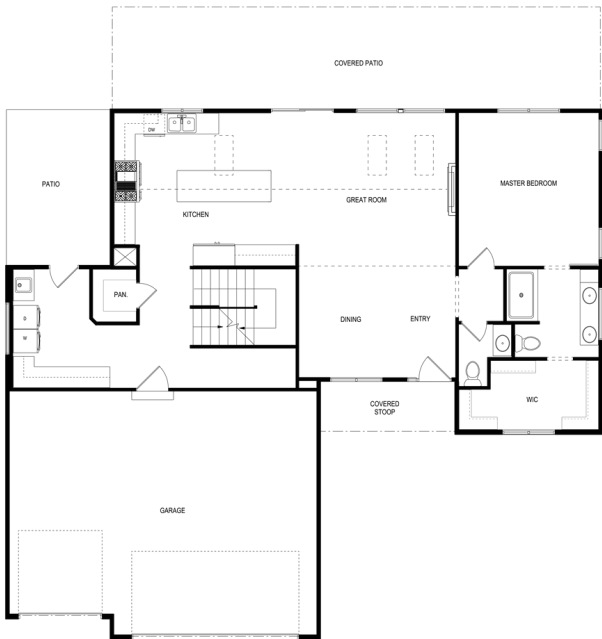 COVERED PATIO
DW
PATIO
MASTER BEDROOM
GREAT ROOM
KITCHEN
PAN.
D
W
DINING
ENTRY
COVERED
STOOP
WIC
GARAGE